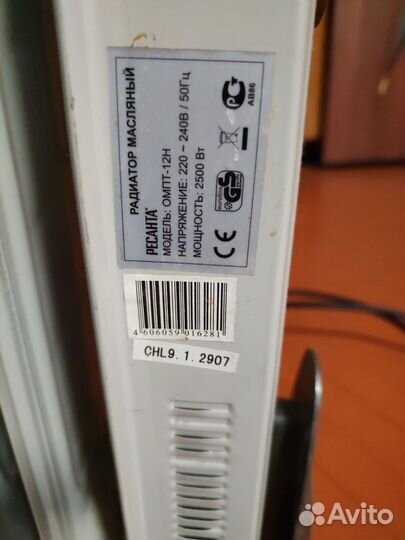 РАДИАТОР МАСЛЯНЫЙ
РЕСАНТА
МОДЕЛЬ: ОМПТ-12Н
НАПРЯЖЕНИЕ: 220 ~ 240В / 50Гц
МОЩНОСТЬ: 2500 Вт
РСТ
АВ86
GS
CE
4 606059 016281
CHL9.1.2907
Avito